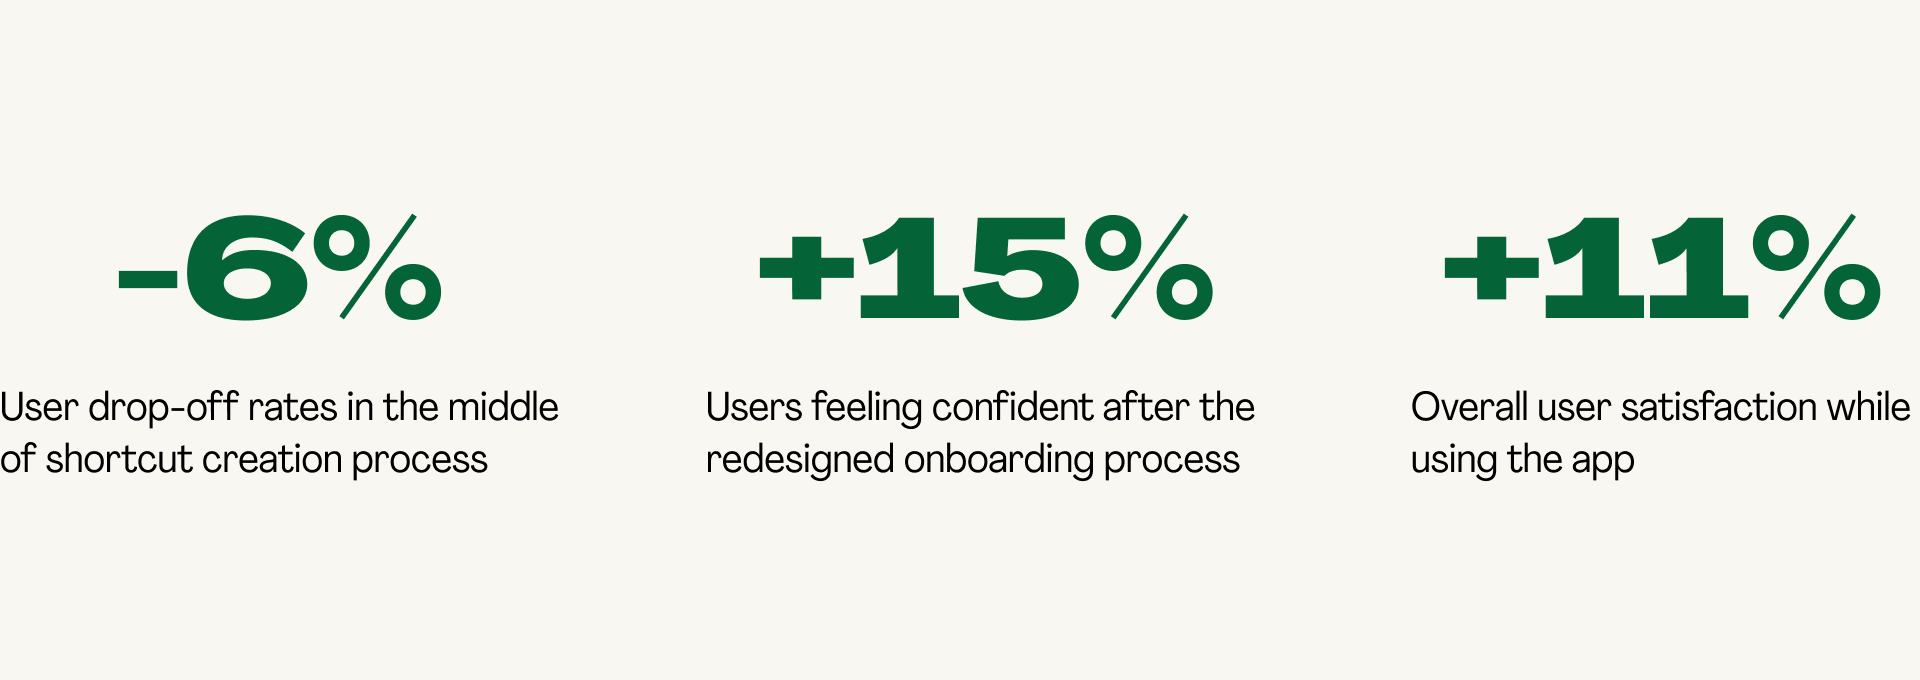 -6%
User drop-off rates in the middle
of shortcut creation process
+15%
Users feeling confident after the
redesigned onboarding process
+11%
Overall user satisfaction while
using the app